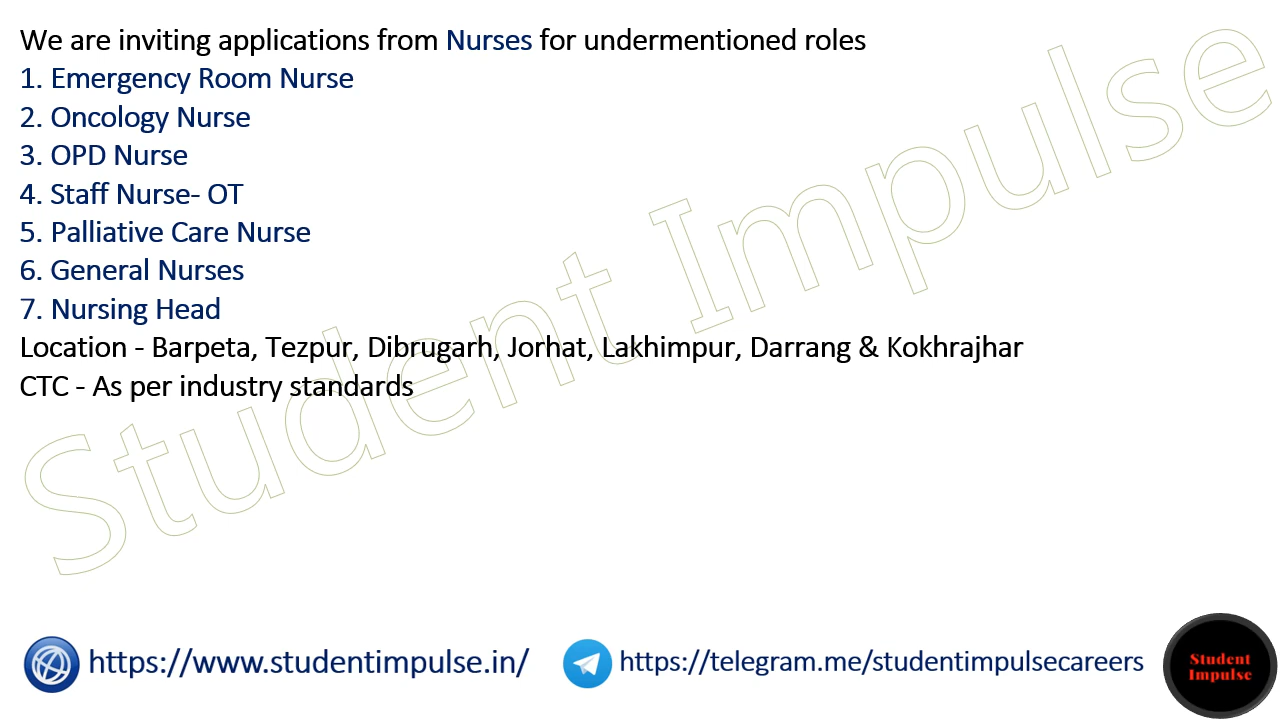 We are inviting applications from Nurses for undermentioned roles
1. Emergency Room Nurse
2. Oncology Nurse
3. OPD Nurse
4. Staff Nurse- OT
5. Palliative Care Nurse
6. General Nurses
7. Nursing Head
Location - Barpeta, Tezpur, Dibrugarh, Jorhat, Lakhimpur, Darrang & Kokhrajhar
CTC - As per industry standards
Student Impulse
https://www.studentimpulse.in/
https://telegram.me/studentimpulsecareers
Student
Impulse